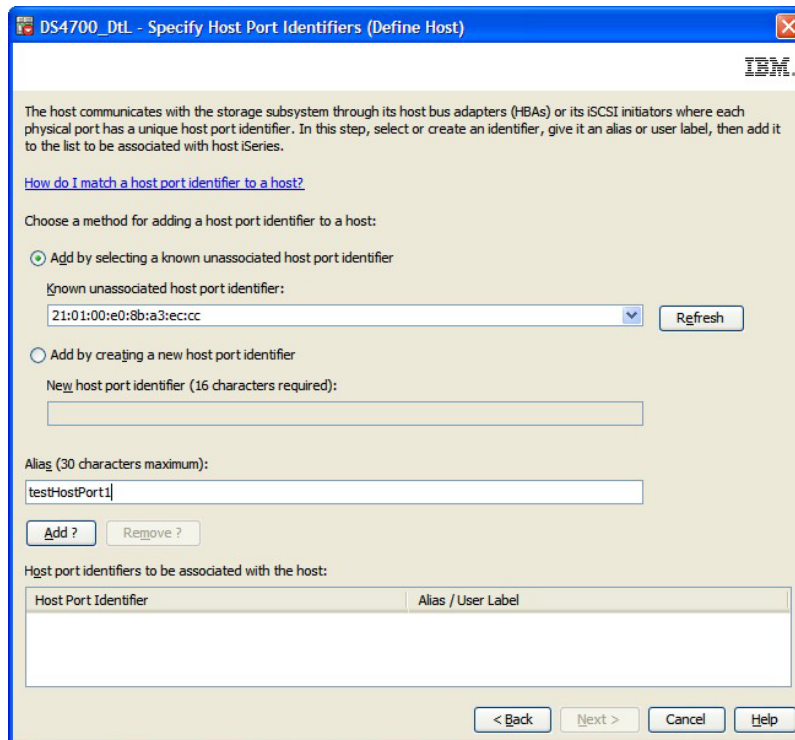 DS4700_DtL - Specify Host Port Identifiers (Define Host)
IBM.
The host communicates with the storage subsystem through its host bus adapters (HBAs) or its iSCSI initiators where each
physical port has a unique host port identifier. In this step, select or create an identifier, give it an alias or user label, then add it
to the list to be associated with host iSeries.
How do I match a host port identifier to a host?
Choose a method for adding a host port identifier to a host:
Add by selecting a known unassociated host port identifier
Known unassociated host port identifier:
21:01:00:e0:8b:a3:ec:cc
Refresh
Add by creating a new host port identifier
New host port identifier (16 characters required):
Alias (30 characters maximum):
testHostPort1
Add ?
Remove ?
Host port identifiers to be associated with the host:
Host Port Identifier
Alias / User Label
< Back
Next >
Cancel
Help